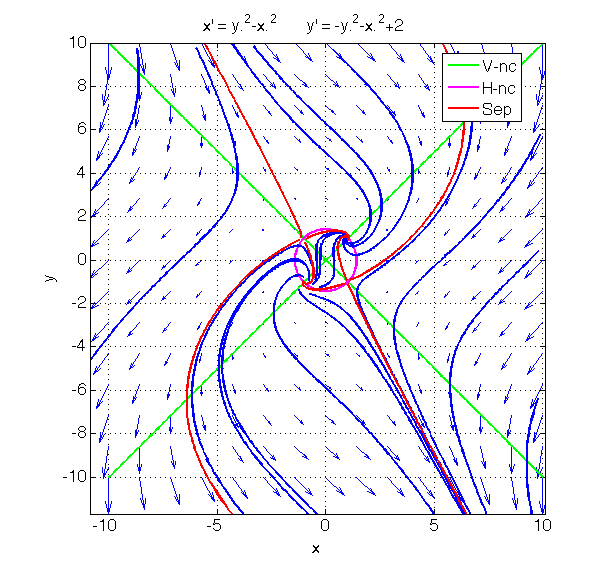 x' = y.²-x.² y' = -y.²-x.²+2
V-nc
H-nc
Sep
10
8
6
4
2
0
-2
-4
-6
-8
-10
y
-10 -5 0 5 10
x